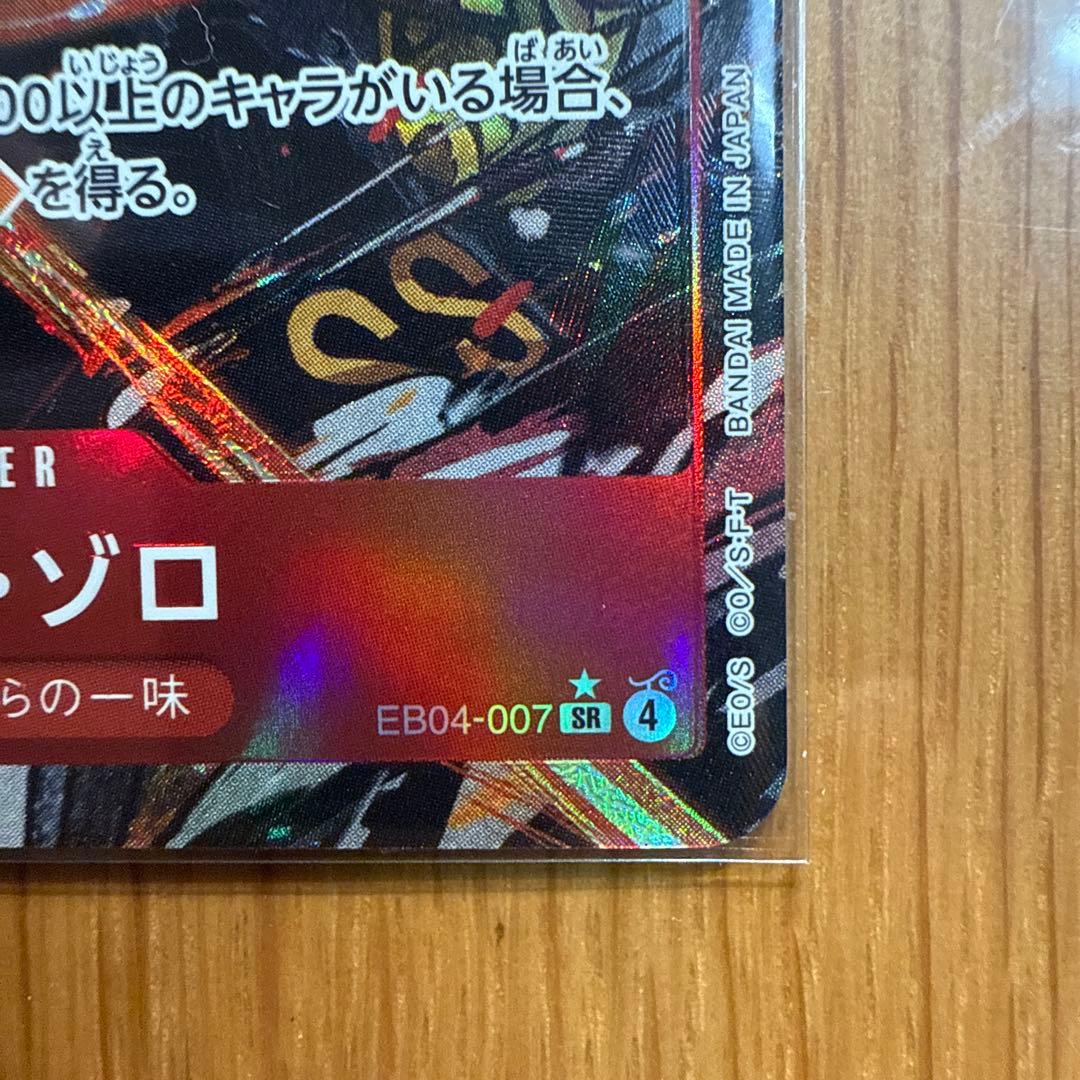 00以上のキャラがいる場合、
いじょう ばあい
を得る。
え
ER
・ゾロ
らの一味
EB04-007 SR 4
©EO/S ©O/S・F・T BANDAI MADE IN JAPAN